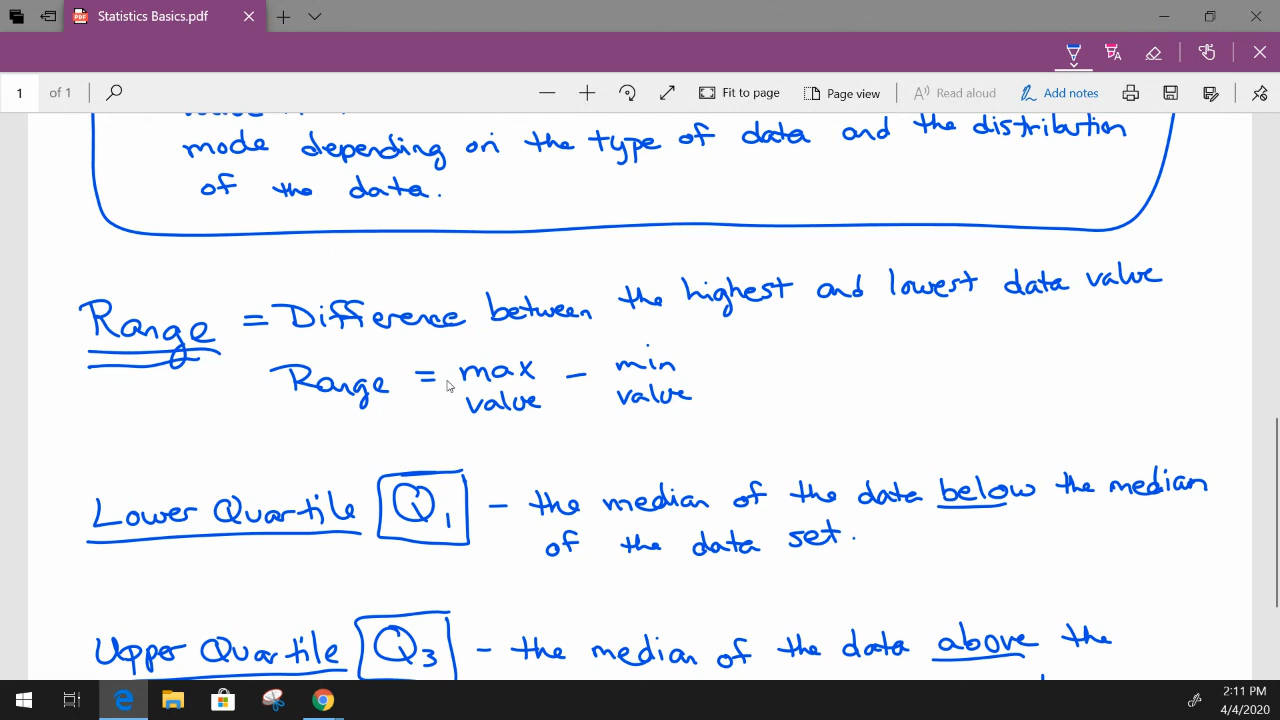 Statistics Basics.pdf
1 of 1
Fit to page
Page view
Read aloud
Add notes
mode depending on the type of data and the distribution
of the data.
Range = Difference between the highest and lowest data value
Range = max value - min value
Lower Quartile Q1 - the median of the data below the median
of the data set.
Upper Quartile Q3 - the median of the data above the
2:11 PM
4/4/2020